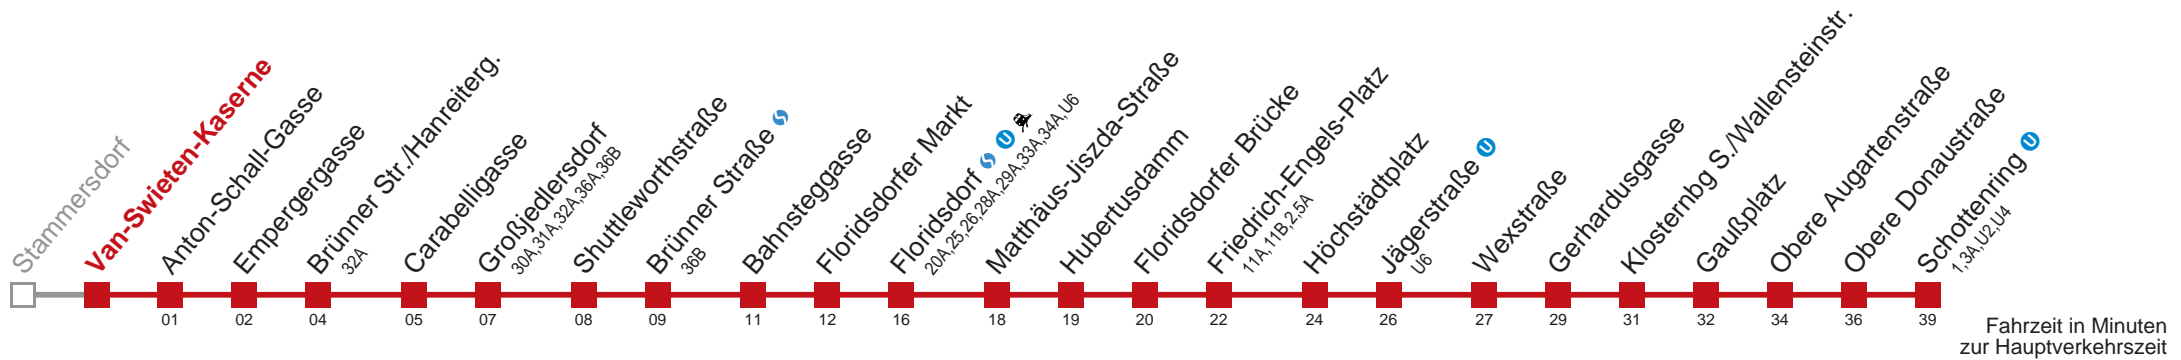 Stammersdorf
Van-Swieten-Kaserne
Anton-Schall-Gasse
Empergergasse
Brünner Str./Hanreiterg.
32A
Carabelligasse
Großjedlersdorf
30A,31A,32A,36A,36B
Shuttleworthstraße
Brünner Straße
36B
Bahnsteggasse
Floridsdorfer Markt
Floridsdorf U
20A,25,26,28A,29A,33A,34A,U6
Matthäus-Jiszda-Straße
Hubertusdamm
Floridsdorfer Brücke
Friedrich-Engels-Platz
11A,11B,2,5A
Höchstädtplatz
Jägerstraße U
U6
Wexstraße
Gerhardusgasse
Klosternbg S./Wallensteinstr.
Gaußplatz
Obere Augartenstraße
Obere Donaustraße
Schottenring U
1,3A,U2,U4
01 02 04 05 07 08 09 11 12 16 18 19 20 22 24 26 27 29 31 32 34 36 39
Fahrzeit in Minuten
zur Hauptverkehrszeit